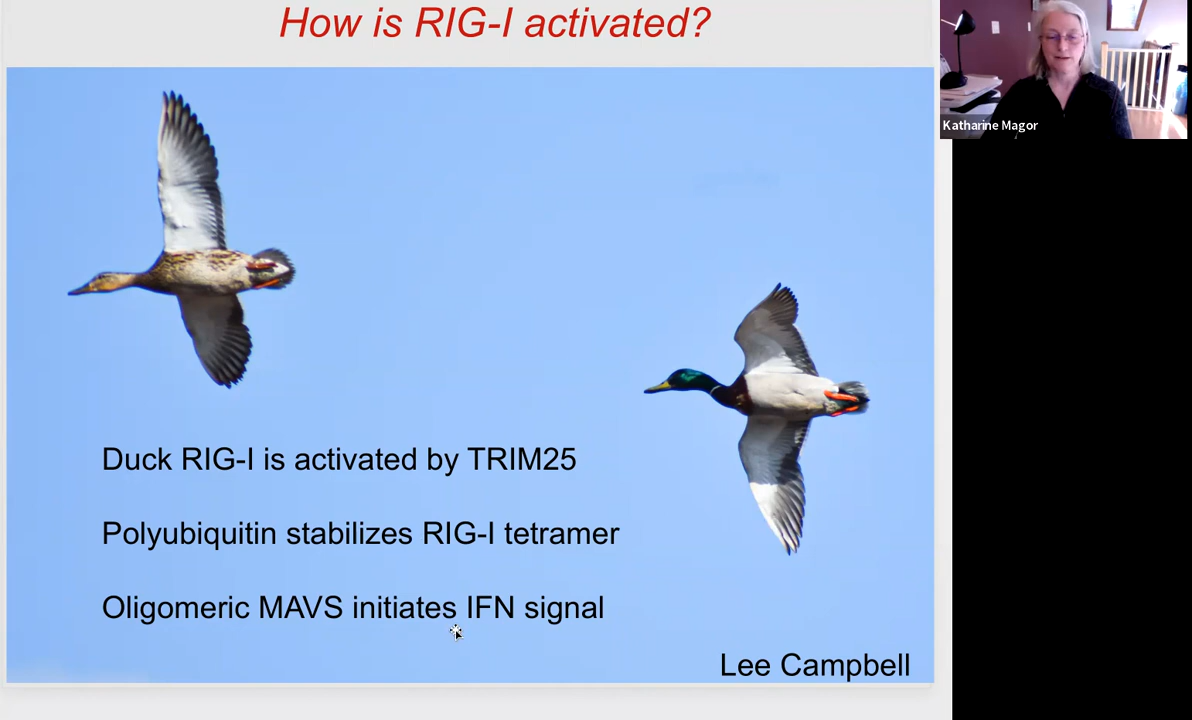 How is RIG-I activated?
Katharine Magor
Duck RIG-I is activated by TRIM25
Polyubiquitin stabilizes RIG-I tetramer
Oligomeric MAVS initiates IFN signal
Lee Campbell